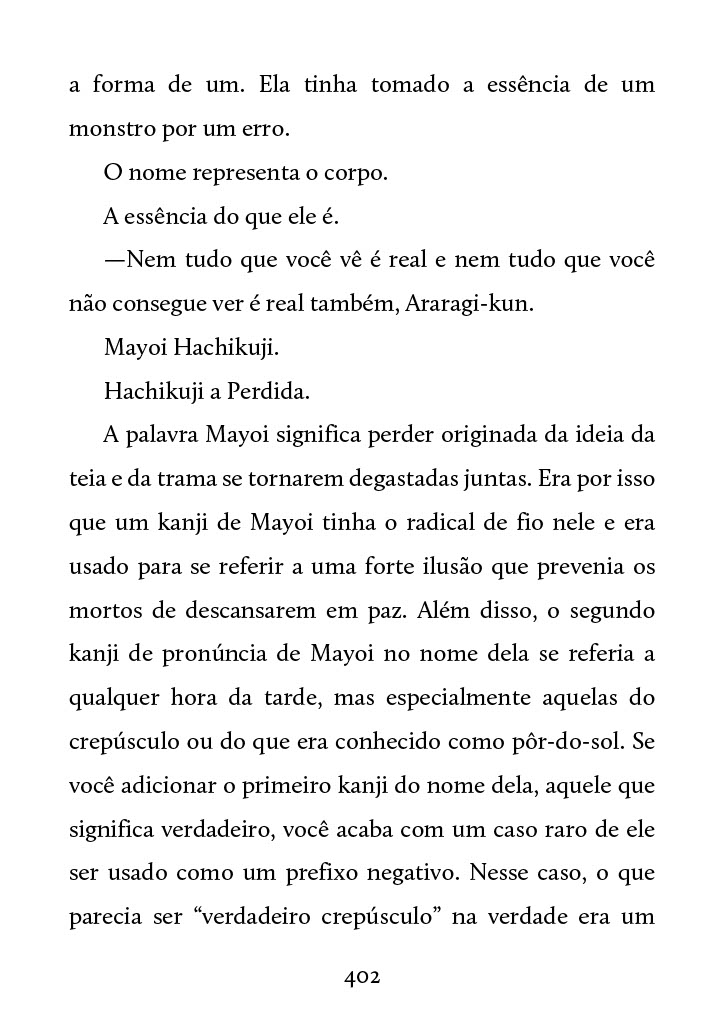 a forma de um. Ela tinha tomado a essência de um
monstro por um erro.
O nome representa o corpo.
A essência do que ele é.
—Nem tudo que você vê é real e nem tudo que você
não consegue ver é real também, Araragi-kun.
Mayoi Hachikuji.
Hachikuji a Perdida.
A palavra Mayoi significa perder originada da ideia da
teia e da trama se tornarem degastadas juntas. Era por isso
que um kanji de Mayoi tinha o radical de fio nele e era
usado para se referir a uma forte ilusão que prevenia os
mortos de descansarem em paz. Além disso, o segundo
kanji de pronúncia de Mayoi no nome dela se referia a
qualquer hora da tarde, mas especialmente aquelas do
crepúsculo ou do que era conhecido como pôr-do-sol. Se
você adicionar o primeiro kanji do nome dela, aquele que
significa verdadeiro, você acaba com um caso raro de ele
ser usado como um prefixo negativo. Nesse caso, o que
parecia ser “verdadeiro crepúsculo” na verdade era um
402